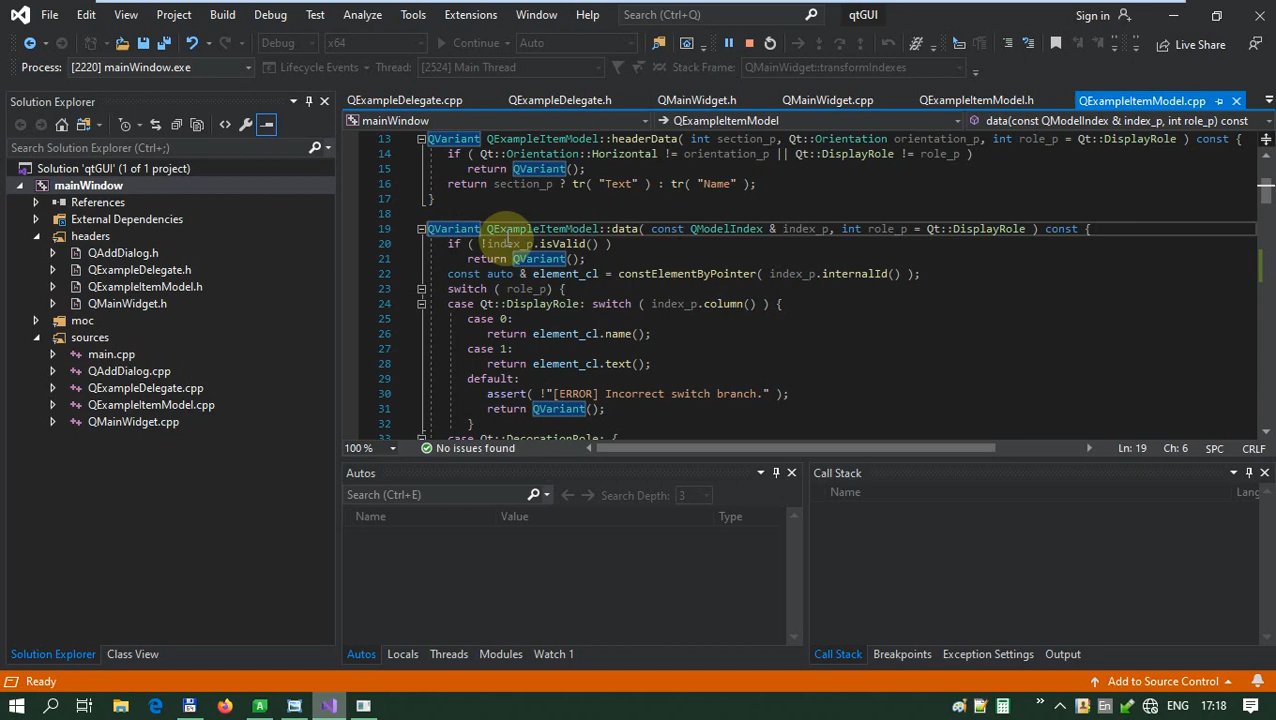 File Edit View Project Build Debug Test Analyze Tools Extensions Window Help Search (Ctrl+Q) qtGUI Sign in
Debug x64 Continue Auto Live Share
Process: [2220] mainWindow.exe Lifecycle Events Thread: [2524] Main Thread Stack Frame: QMainWidget::transformIndexes
Solution Explorer
Search Solution Explorer (Ctrl+;)
Solution 'qtGUI' (1 of 1 project)
mainWindow
References
External Dependencies
headers
QAddDialog.h
QExampleDelegate.h
QExampleItemModel.h
QMainWidget.h
moc
sources
main.cpp
QAddDialog.cpp
QExampleDelegate.cpp
QExampleItemModel.cpp
QMainWidget.cpp
Solution Explorer Class View
QExampleDelegate.cpp QExampleDelegate.h QMainWidget.h QMainWidget.cpp QExampleItemModel.h QExampleItemModel.cpp
mainWindow QExampleItemModel data(const QModelIndex & index_p, int role_p) const
13 QVariant QExampleItemModel::headerData( int section_p, Qt::Orientation orientation_p, int role_p = Qt::DisplayRole ) const {
14 if ( Qt::Orientation::Horizontal != orientation_p || Qt::DisplayRole != role_p )
15 return QVariant();
16 return section_p ? tr( "Text" ) : tr( "Name" );
17 }
18
19 QVariant QExampleItemModel::data( const QModelIndex & index_p, int role_p = Qt::DisplayRole ) const {
20 if ( !index_p.isValid() )
21 return QVariant();
22 const auto & element_cl = constElementByPointer( index_p.internalId() );
23 switch ( role_p) {
24 case Qt::DisplayRole: switch ( index_p.column() ) {
25 case 0:
26 return element_cl.name();
27 case 1:
28 return element_cl.text();
29 default:
30 assert( !"[ERROR] Incorrect switch branch." );
31 return QVariant();
32 }
33 case Qt::DecorationRole: {
100 % No issues found Ln: 19 Ch: 6 SPC CRLF
Autos
Search (Ctrl+E) Search Depth: 3
Name Value Type
Autos Locals Threads Modules Watch 1
Call Stack
Name Lang
Call Stack Breakpoints Exception Settings Output
Ready Add to Source Control
En ENG 17:18